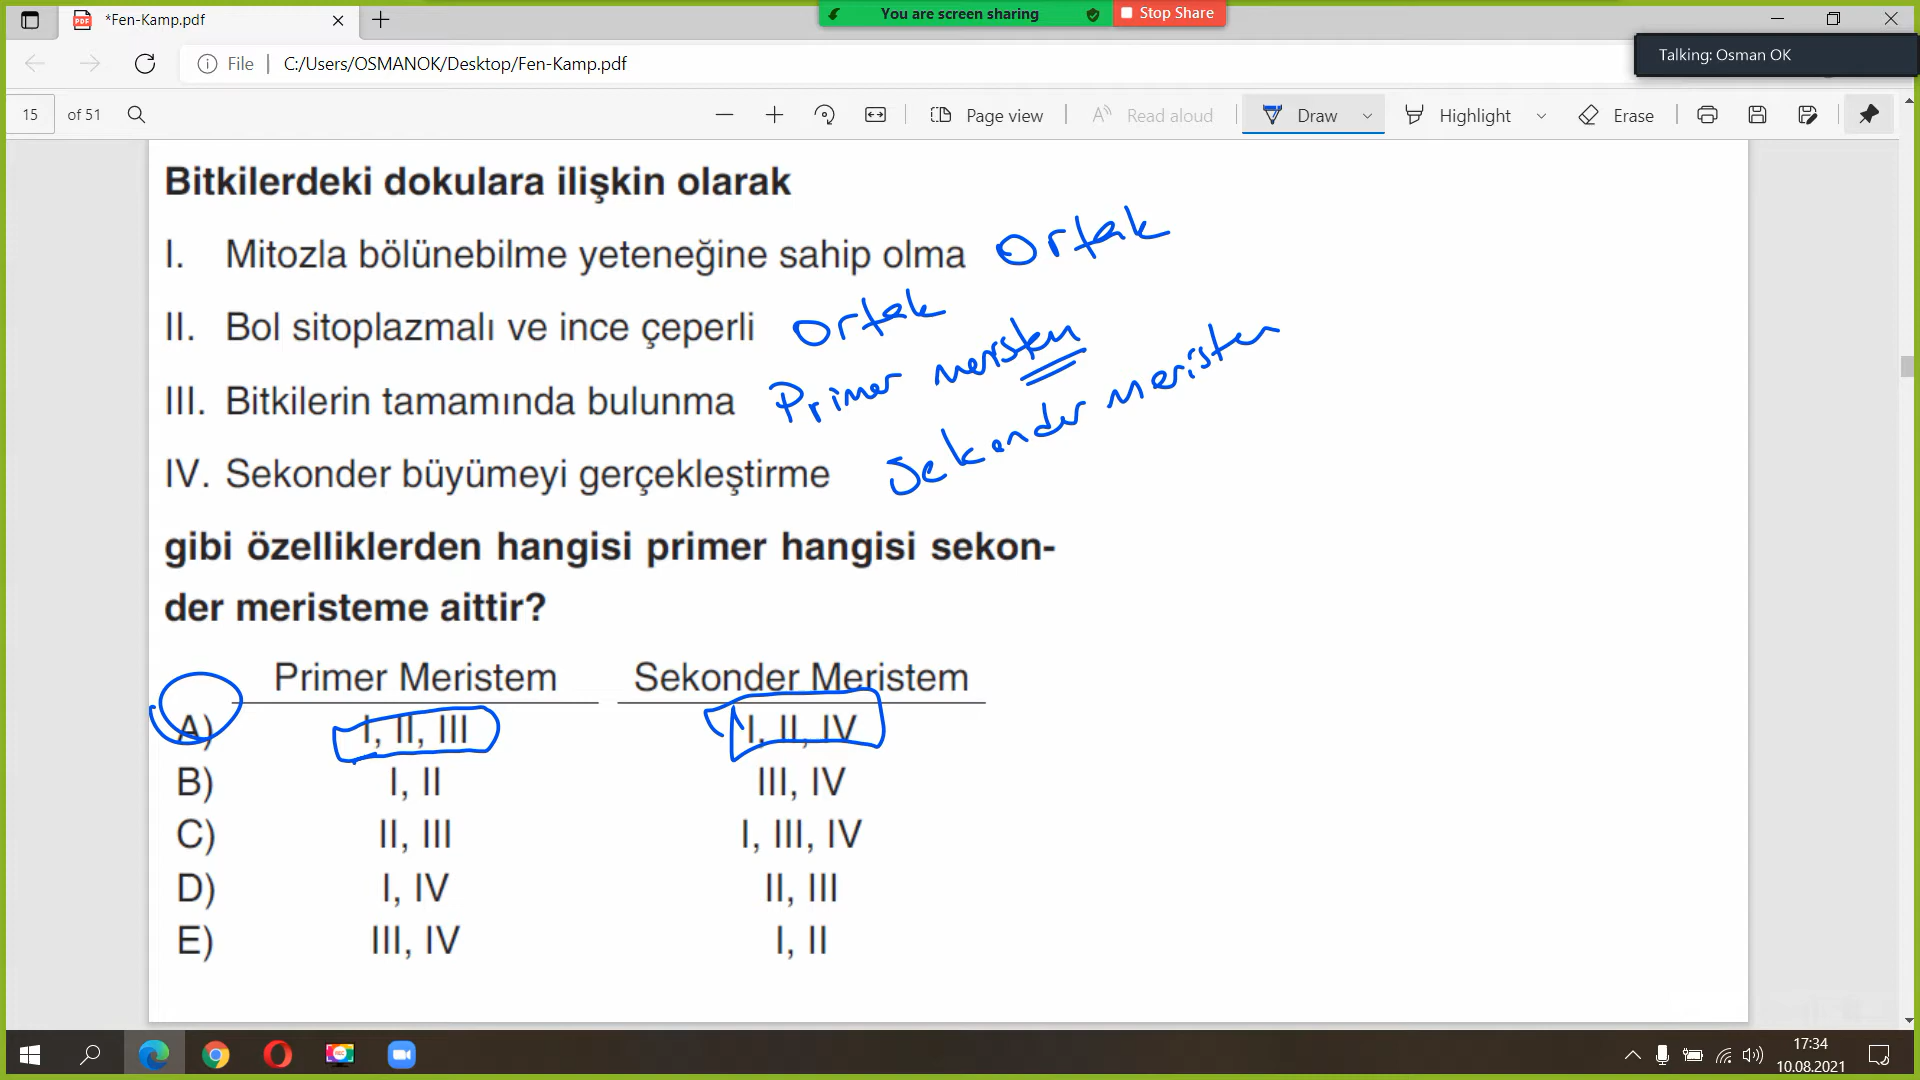 *Fen-Kamp.pdf
You are screen sharing
Stop Share
Talking: Osman OK
File
C:/Users/OSMANOK/Desktop/Fen-Kamp.pdf
15 of 51
Page view
Read aloud
Draw
Highlight
Erase
Bitkilerdeki dokulara ilişkin olarak
I. Mitozla bölünebilme yeteneğine sahip olma Ortak
II. Bol sitoplazmalı ve ince çeperli Ortak
III. Bitkilerin tamamında bulunma Primer meristem
IV. Sekonder büyümeyi gerçekleştirme Sekonder meristem
gibi özelliklerden hangisi primer hangisi sekon-
der meristeme aittir?
Primer Meristem Sekonder Meristem
A) I, II, III I, II, IV
B) I, II III, IV
C) II, III I, III, IV
D) I, IV II, III
E) III, IV I, II
17:34
10.08.2021